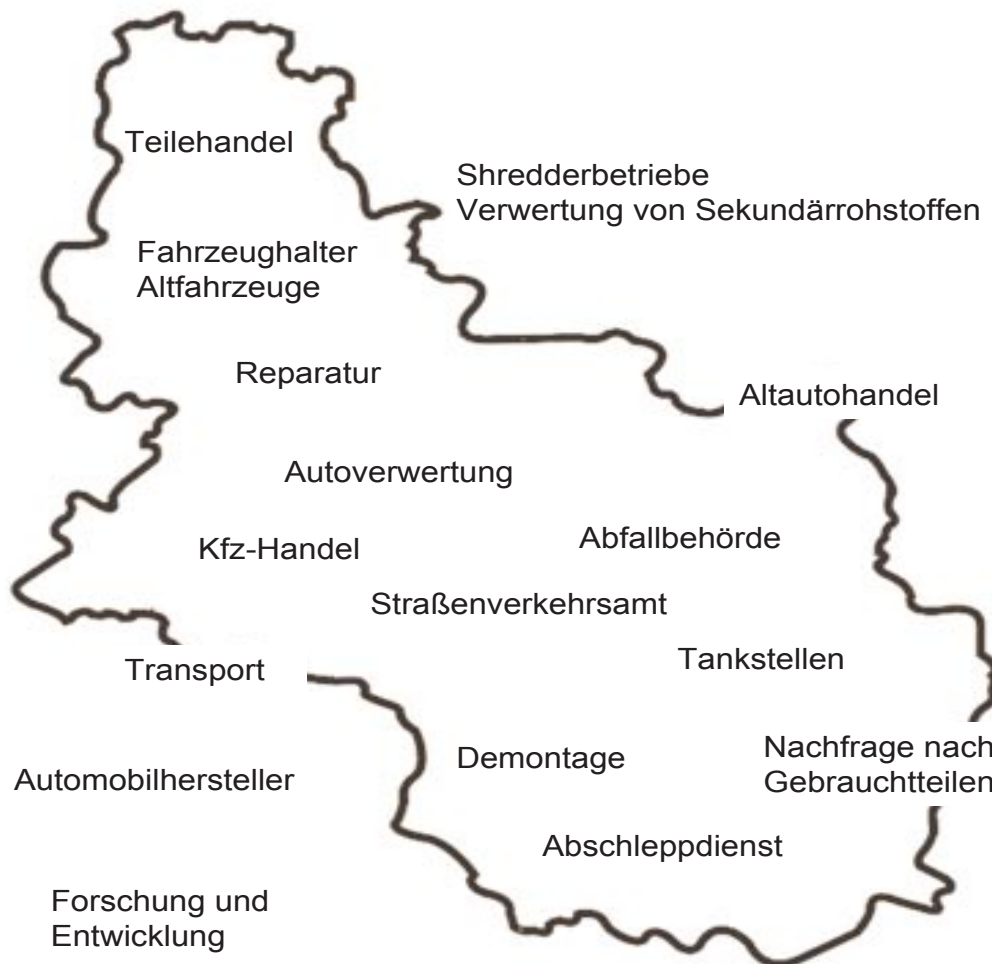 Teilehandel
Shredderbetriebe
Verwertung von Sekundärrohstoffen
Fahrzeughalter
Altfahrzeuge
Reparatur
Altautohandel
Autoverwertung
Abfallbehörde
Kfz-Handel
Straßenverkehrsamt
Tankstellen
Transport
Nachfrage nach
Gebrauchtteilen
Demontage
Automobilhersteller
Abschleppdienst
Forschung und
Entwicklung